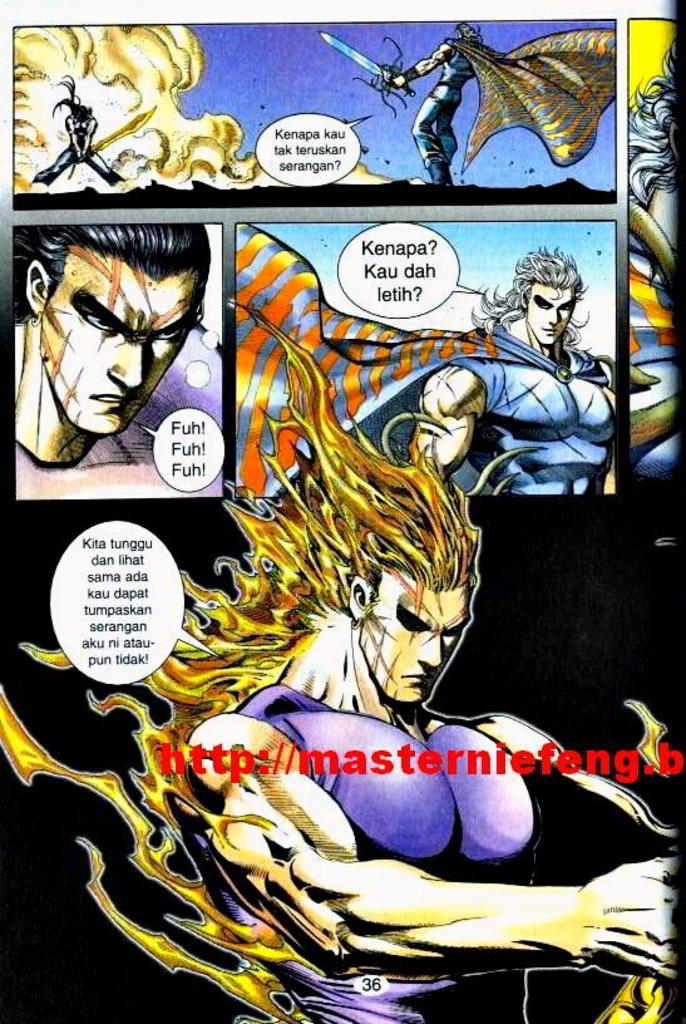 Kenapa kau
tak teruskan
serangan?
Kenapa?
Kau dah
letih?
Fuh!
Fuh!
Fuh!
Kita tunggu
dan lihat
sama ada
kau dapat
tumpaskan
serangan
aku ni atau-
pun tidak!
http://masterniefeng.b
36